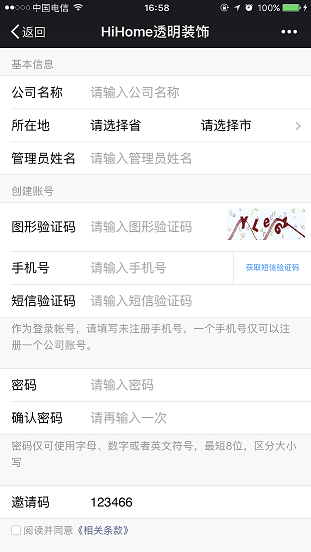 中国电信 16:58 100%
返回 HiHome透明装饰
基本信息
公司名称 请输入公司名称
所在地 请选择省 请选择市
管理员姓名 请输入管理员姓名
创建账号
图形验证码 请输入图形验证码
手机号 请输入手机号 获取短信验证码
短信验证码 请输入短信验证码
作为登录帐号，请填写未注册手机号，一个手机号仅可以注
册一个公司账号。
密码 请输入密码
确认密码 请再输入一次
密码仅可使用字母、数字或者英文符号，最短8位，区分大小
写
邀请码 123466
阅读并同意《相关条款》